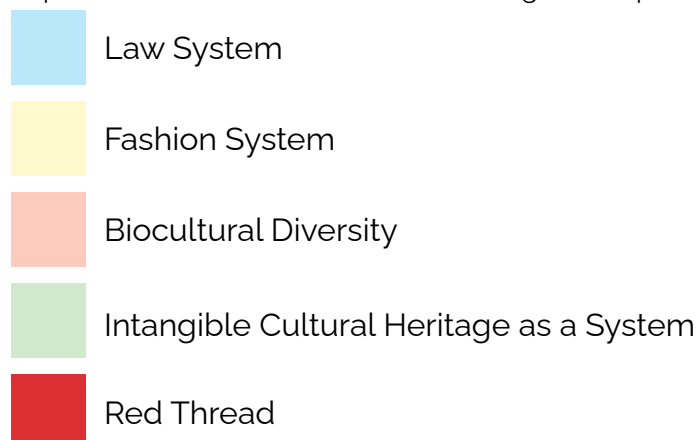 Law System
Fashion System
Biocultural Diversity
Intangible Cultural Heritage as a System
Red Thread